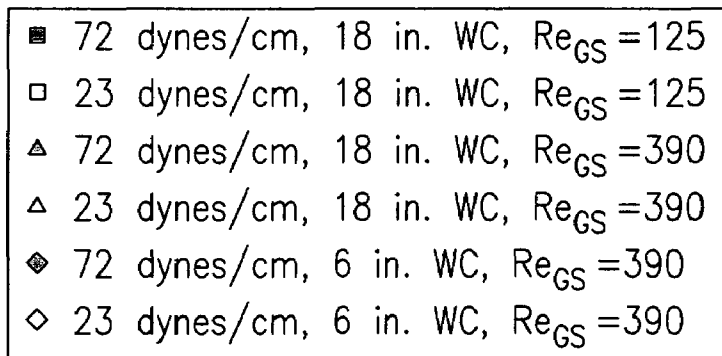 72 dynes/cm, 18 in. WC, Re_GS=125
23 dynes/cm, 18 in. WC, Re_GS=125
72 dynes/cm, 18 in. WC, Re_GS=390
23 dynes/cm, 18 in. WC, Re_GS=390
72 dynes/cm, 6 in. WC, Re_GS=390
23 dynes/cm, 6 in. WC, Re_GS=390